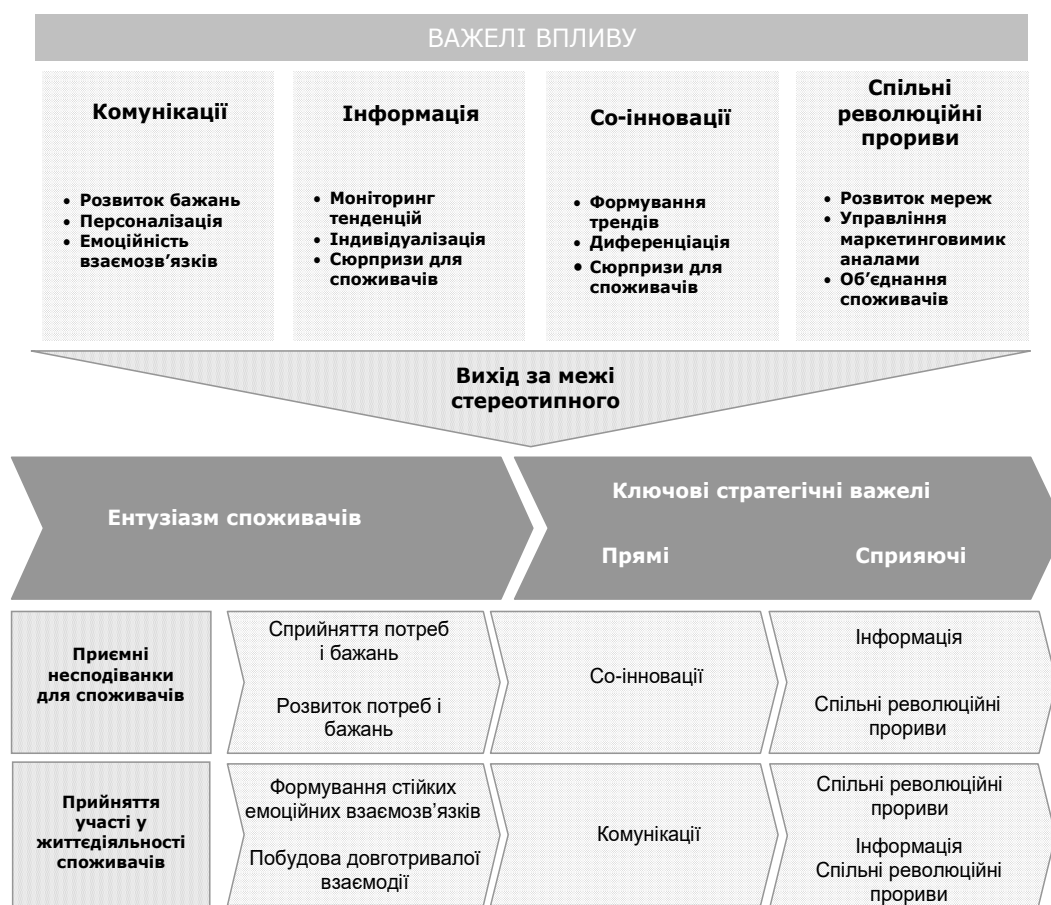 ВАЖЕЛІ ВПЛИВУ
Комунікації
• Розвиток бажань
• Персоналізація
• Емоційність
взаємозв’язків
Інформація
• Моніторинг
тенденцій
• Індивідуалізація
• Сюрпризи для
споживачів
Со-інновації
• Формування
трендів
• Диференціація
• Сюрпризи для
споживачів
Спільні
революційні
прориви
• Розвиток мереж
• Управління
маркетинговимик
аналами
• Об’єднання
споживачів
Вихід за межі
стереотипного
Ентузіазм споживачів
Ключові стратегічні важелі
Прямі
Сприяючі
Приємні
несподіванки
для споживачів
Сприйняття потреб
і бажань
Розвиток потреб і
бажань
Со-інновації
Інформація
Спільні революційні
прориви
Прийняття
участі у
життєдіяльності
споживачів
Формування стійких
емоційних взаємозв’язків
Побудова довготривалої
взаємодії
Комунікації
Спільні революційні
прориви
Інформація
Спільні революційні
прориви